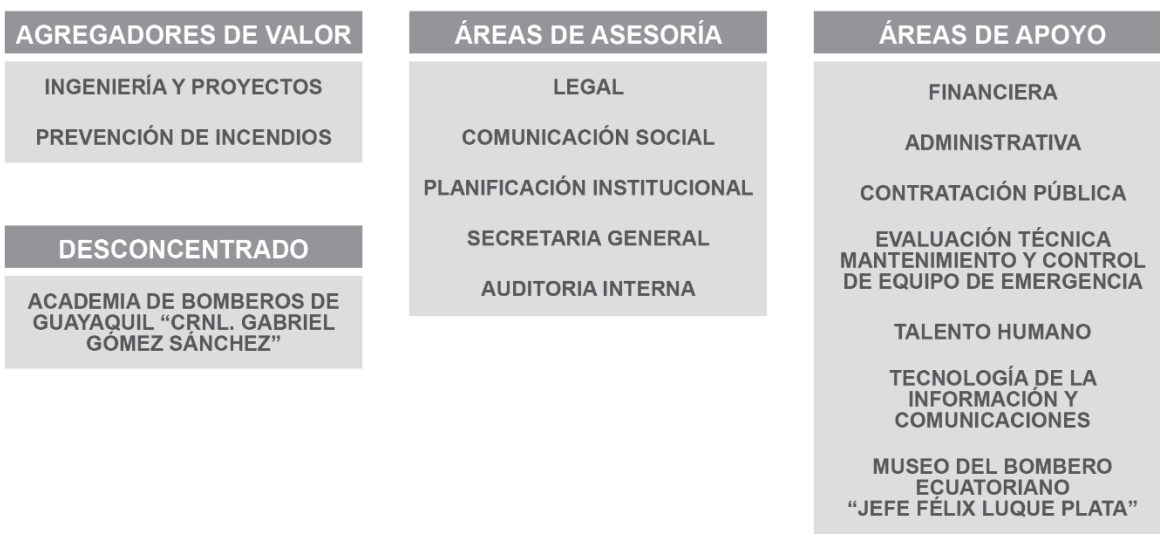 AGREGADORES DE VALOR
INGENIERÍA Y PROYECTOS
PREVENCIÓN DE INCENDIOS
DESCONCENTRADO
ACADEMIA DE BOMBEROS DE
GUAYAQUIL “CRNL. GABRIEL
GÓMEZ SÁNCHEZ”
ÁREAS DE ASESORÍA
LEGAL
COMUNICACIÓN SOCIAL
PLANIFICACIÓN INSTITUCIONAL
SECRETARIA GENERAL
AUDITORIA INTERNA
ÁREAS DE APOYO
FINANCIERA
ADMINISTRATIVA
CONTRATACIÓN PÚBLICA
EVALUACIÓN TÉCNICA
MANTENIMIENTO Y CONTROL
DE EQUIPO DE EMERGENCIA
TALENTO HUMANO
TECNOLOGÍA DE LA
INFORMACIÓN Y
COMUNICACIONES
MUSEO DEL BOMBERO
ECUATORIANO
“JEFE FÉLIX LUQUE PLATA”